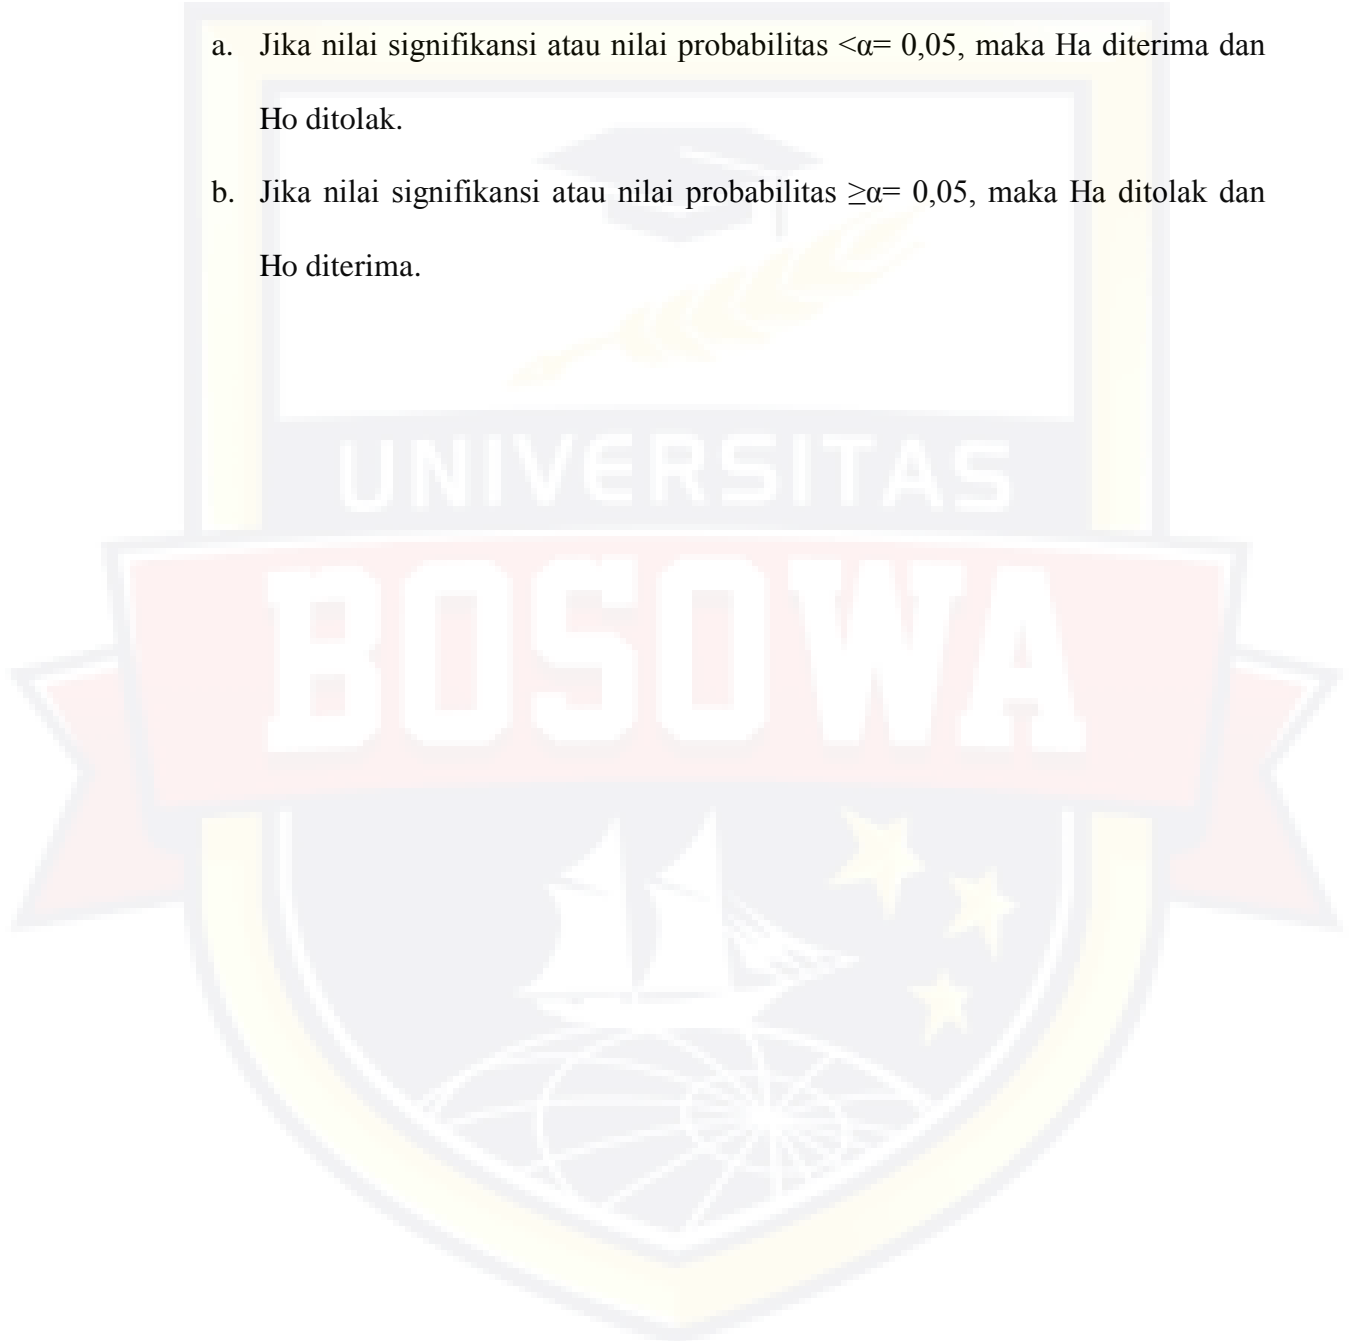 a. Jika nilai signifikansi atau nilai probabilitas <α= 0,05, maka Ha diterima dan
Ho ditolak.
b. Jika nilai signifikansi atau nilai probabilitas ≥α= 0,05, maka Ha ditolak dan
Ho diterima.
UNIVERSITAS
BOSOWA